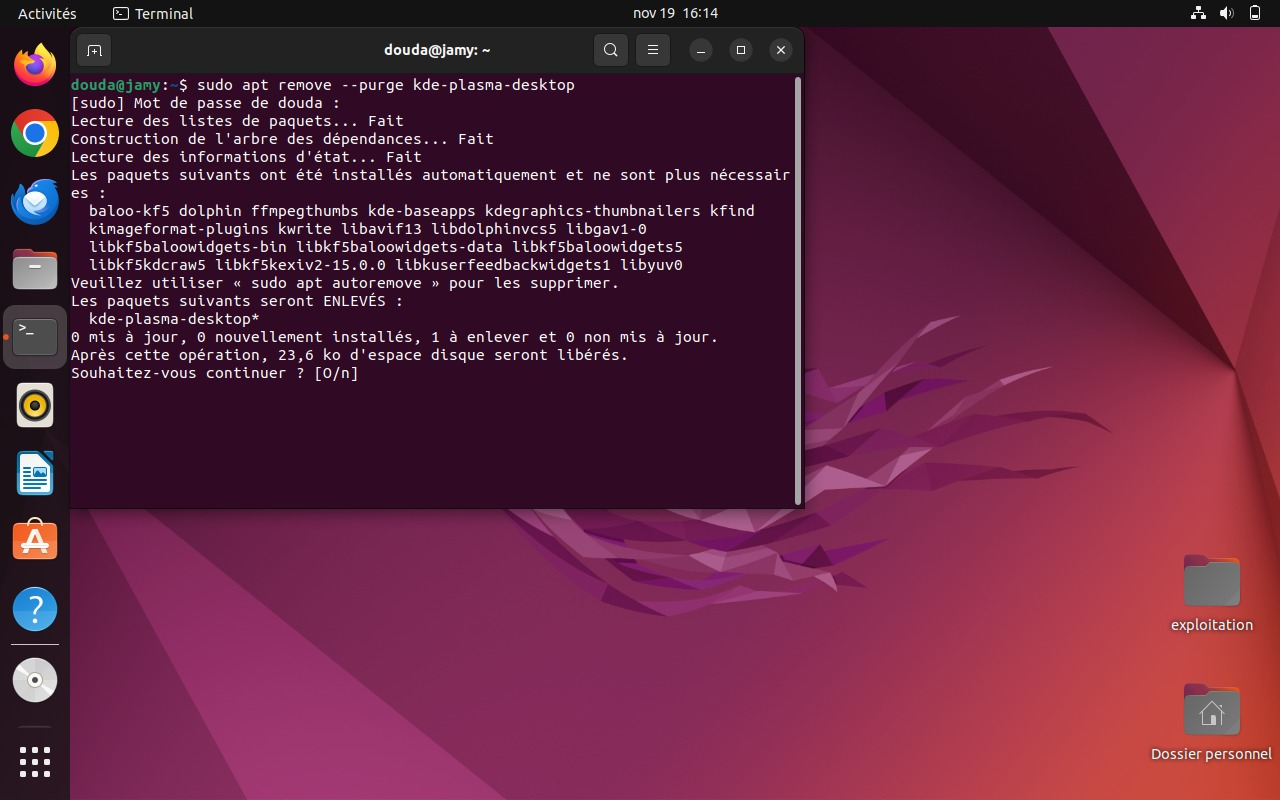 Activités
Terminal
nov 19 16:14
douda@jamy: ~
douda@jamy:~$ sudo apt remove --purge kde-plasma-desktop
[sudo] Mot de passe de douda :
Lecture des listes de paquets... Fait
Construction de l'arbre des dépendances... Fait
Lecture des informations d'état... Fait
Les paquets suivants ont été installés automatiquement et ne sont plus nécessair
es :
  baloo-kf5 dolphin ffmpegthumbs kde-baseapps kdegraphics-thumbnailers kfind
  kimageformat-plugins kwrite libavif13 libdolphinvcs5 libgav1-0
  libkf5baloowidgets-bin libkf5baloowidgets-data libkf5baloowidgets5
  libkf5kdcraw5 libkf5kexiv2-15.0.0 libkuserfeedbackwidgets1 libyuv0
Veuillez utiliser « sudo apt autoremove » pour les supprimer.
Les paquets suivants seront ENLEVÉS :
  kde-plasma-desktop*
0 mis à jour, 0 nouvellement installés, 1 à enlever et 0 non mis à jour.
Après cette opération, 23,6 ko d'espace disque seront libérés.
Souhaitez-vous continuer ? [O/n]
exploitation
Dossier personnel